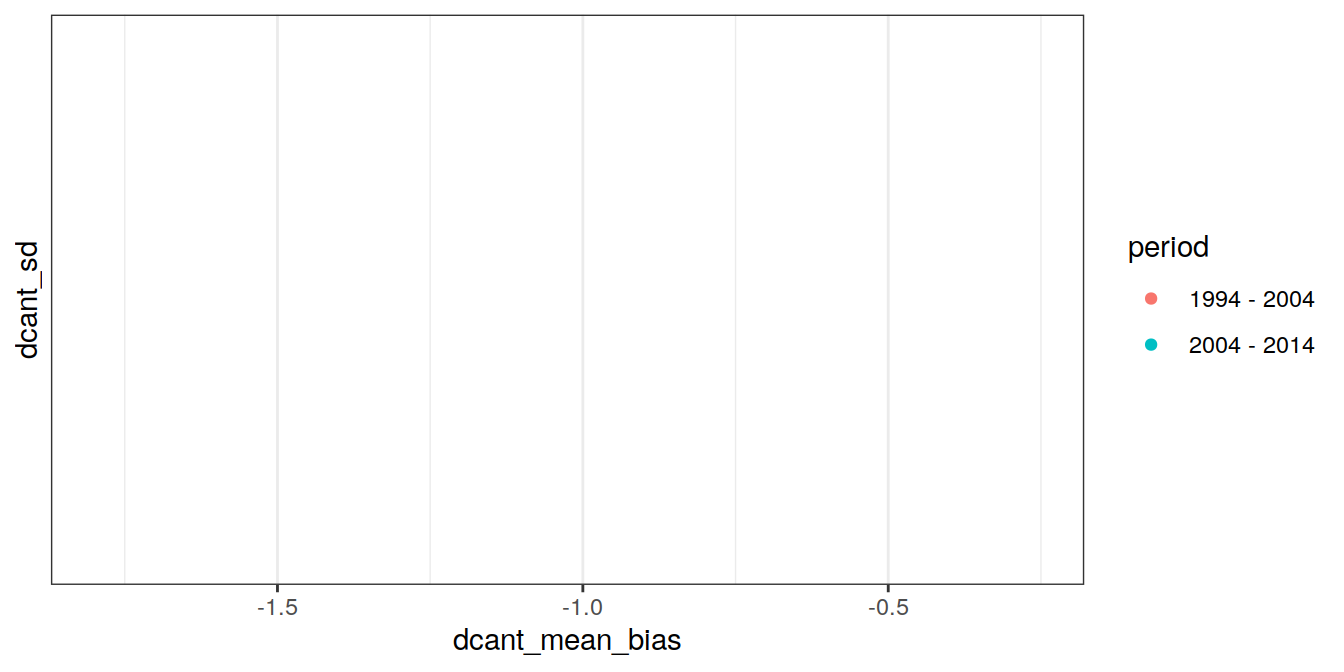 dcant_sd
-1.5
-1.0
-0.5
dcant_mean_bias
period
1994 - 2004
2004 - 2014